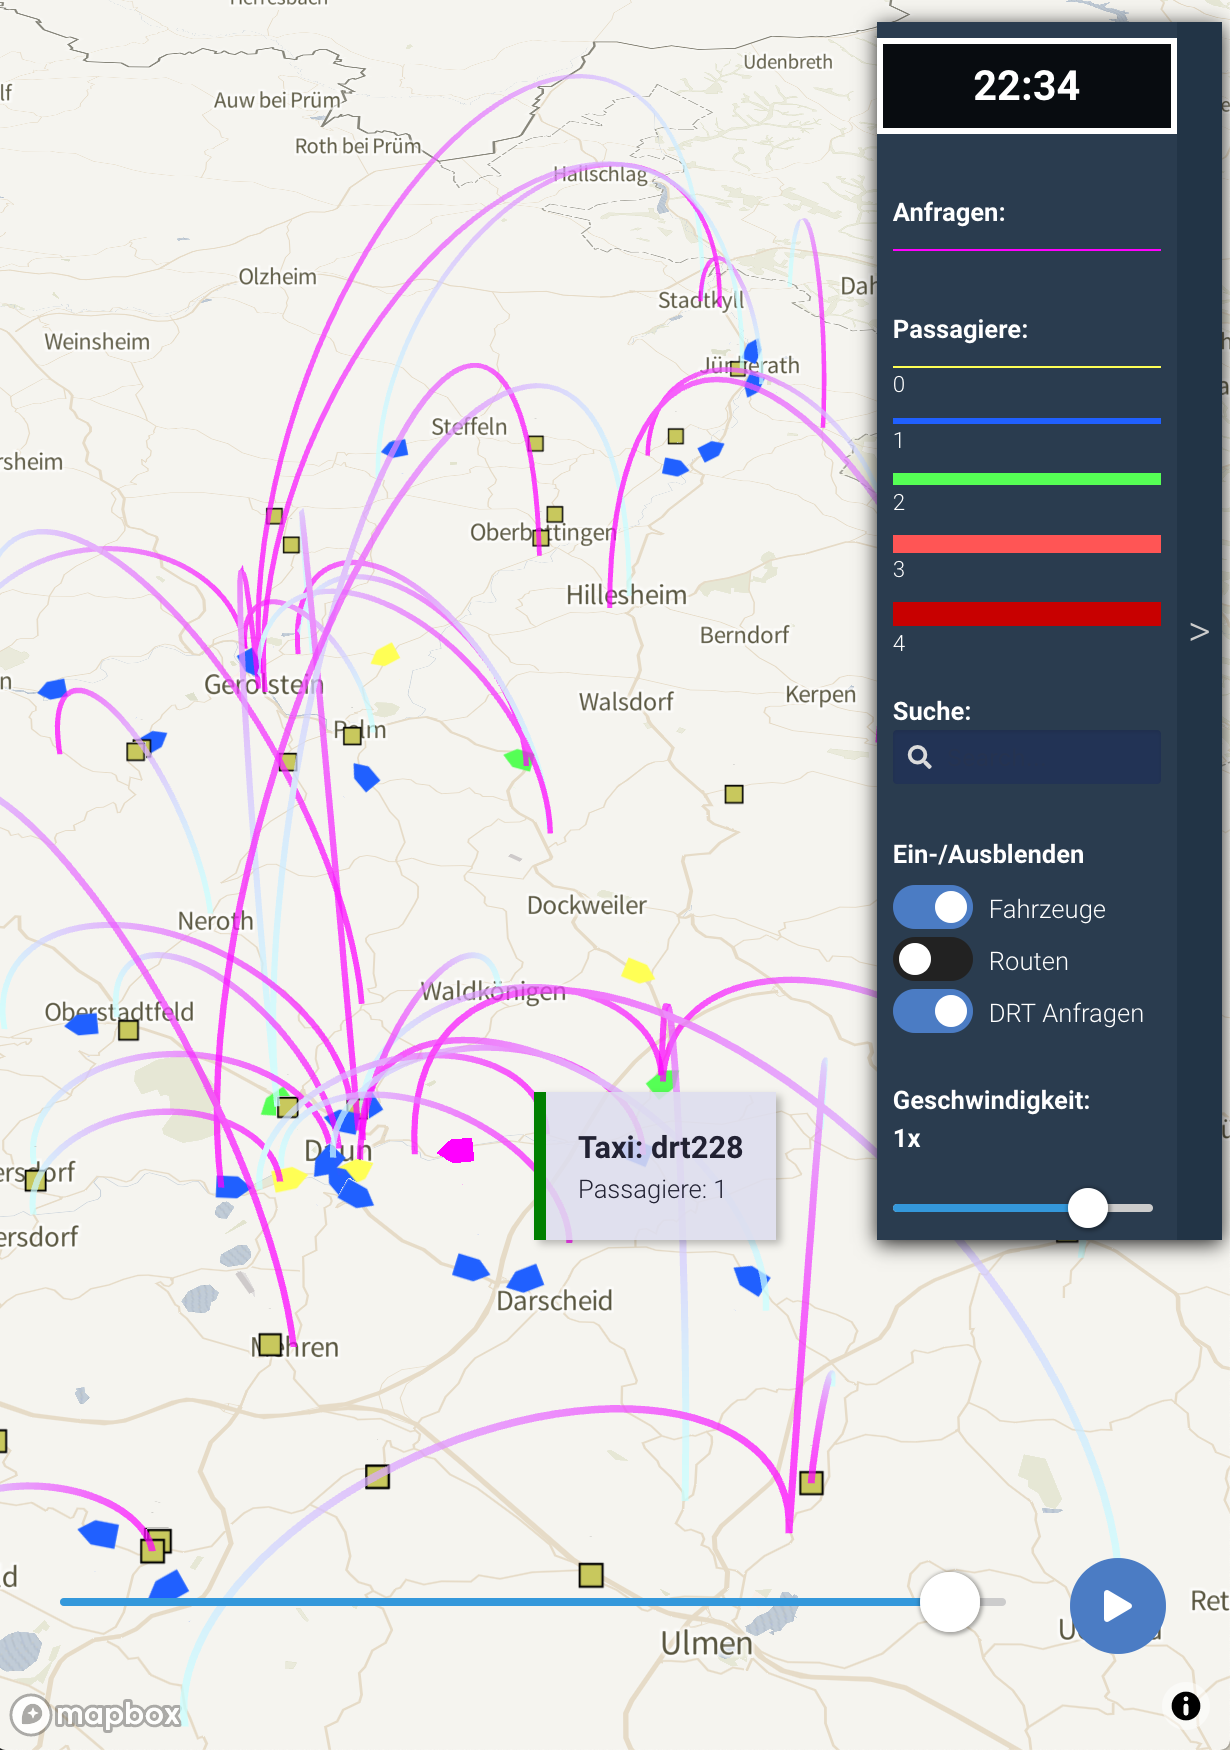 Udenbreth
Auw bei Prüm
Roth bei Prüm
Hallschlag
Olzheim
Stadtkyll
Dah
Weinsheim
Jünkerath
Steffeln
rsheim
Oberbettingen
Hillesheim
Berndorf
Gerolstein
Walsdorf
Kerpen
Pelm
Dockweiler
Neroth
Waldkönigen
Oberstadtfeld
Daun
ersdorf
ersdorf
Darscheid
Mehren
Ulmen
Ret
mapbox
22:34
Anfragen:
Passagiere:
0
1
2
3
4
Suche:
Ein-/Ausblenden
Fahrzeuge
Routen
DRT Anfragen
Geschwindigkeit:
1x
>
Taxi: drt228
Passagiere: 1